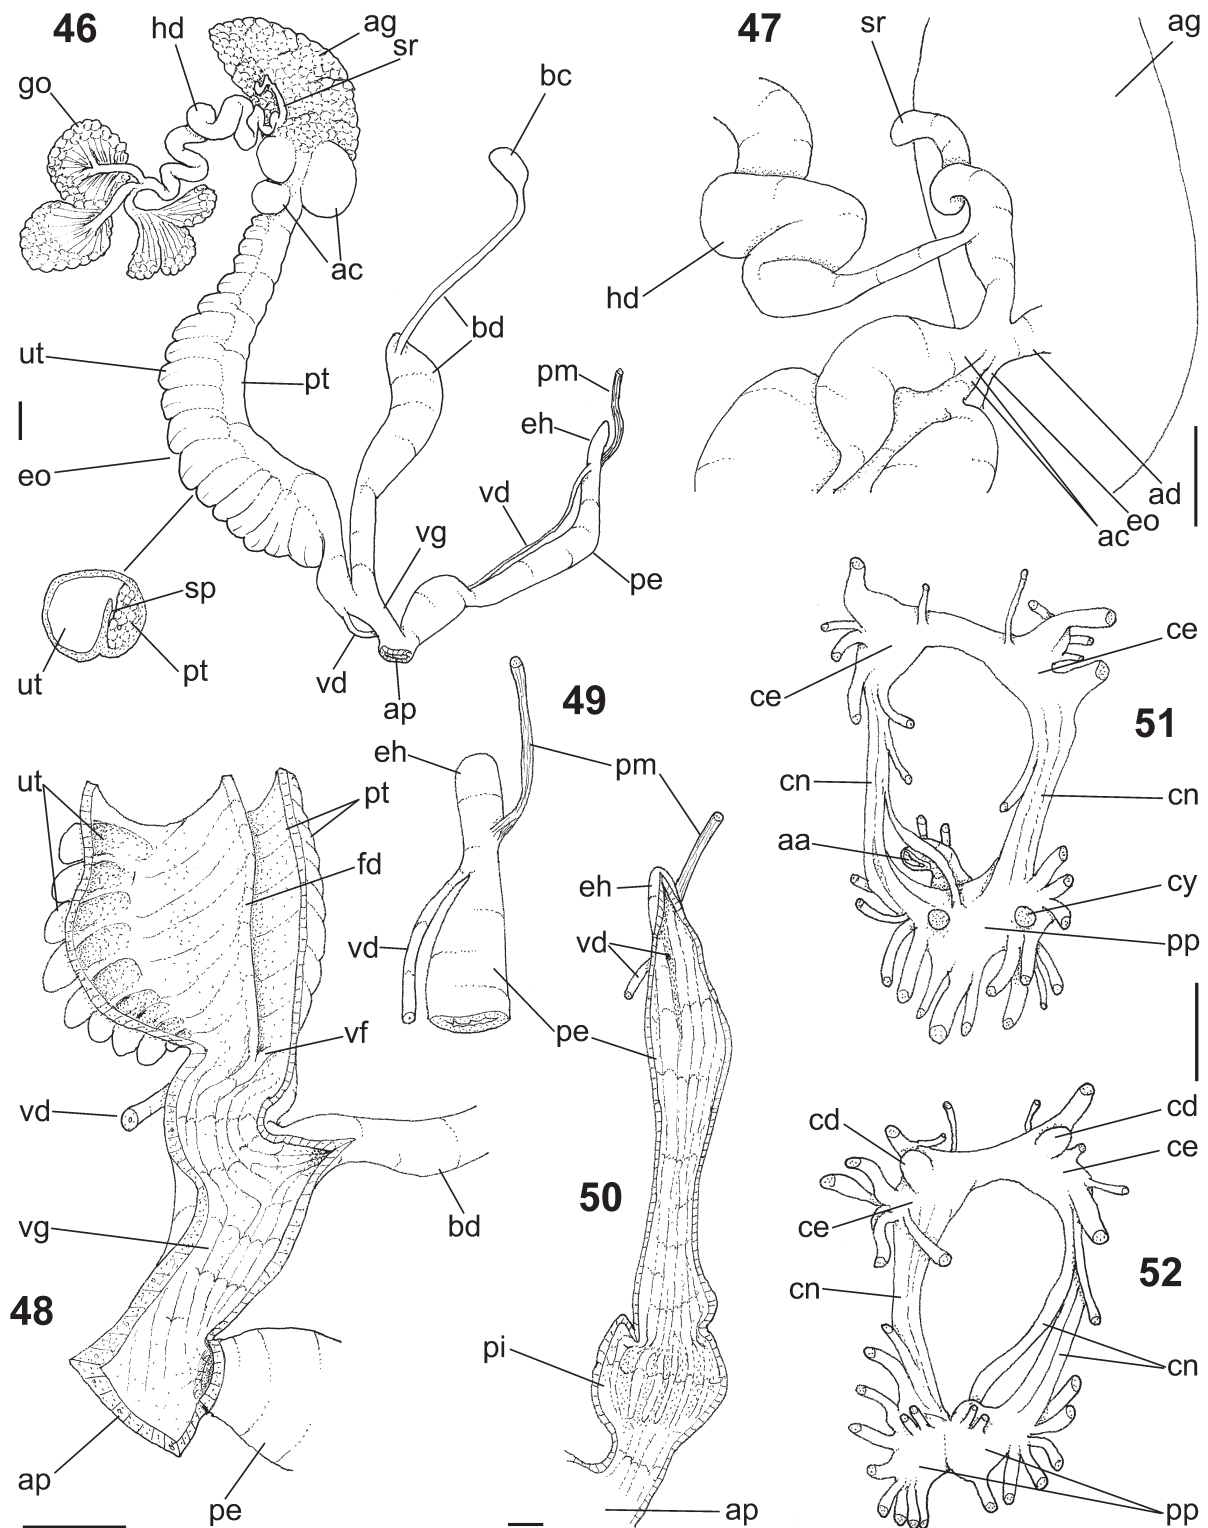 46
hd
ag
sr
go
bc
ac
bd
ut
pt
pm
eh
eo
vd
vg
pe
sp
ut
pt
vd
ap
47
sr
ag
hd
ad
eo
ac
49
eh
pm
vd
pe
51
ce
ce
cn
cn
aa
cy
pp
48
ut
pt
fd
vf
vd
vg
bd
ap
pe
50
eh
vd
pi
ap
52
cd
cd
ce
ce
cn
cn
pp